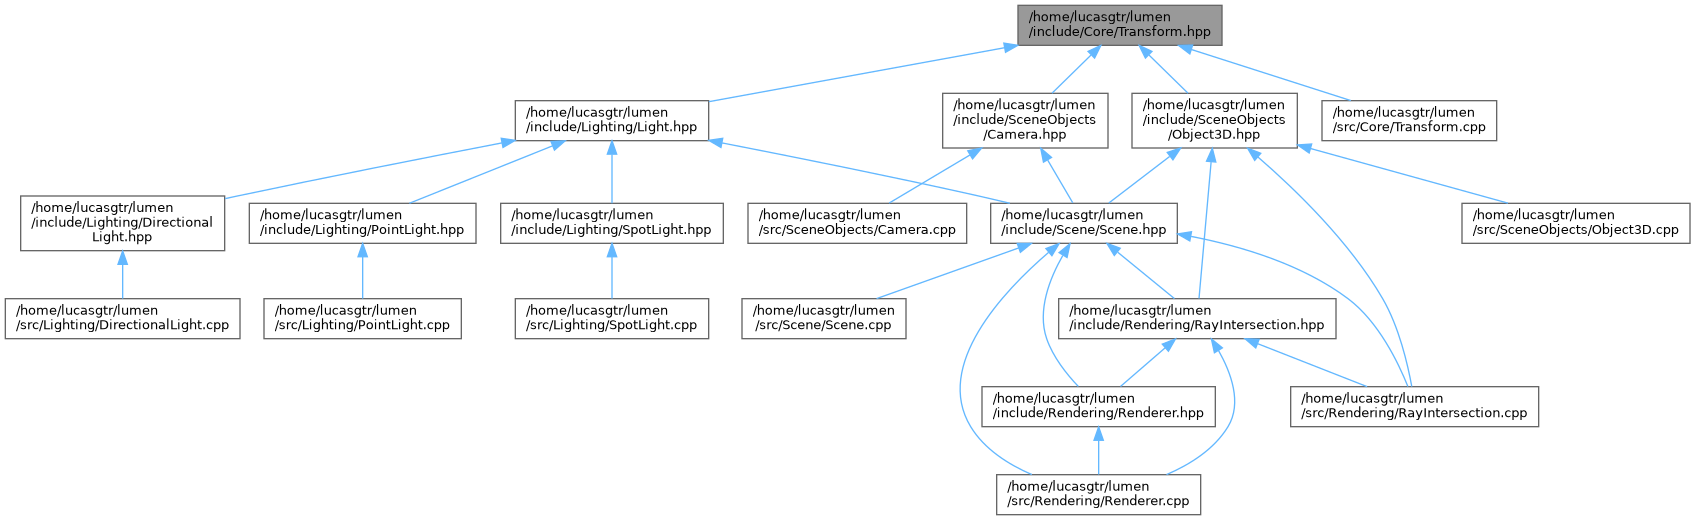 /home/lucasgtr/lumen
/include/Core/Transform.hpp
/home/lucasgtr/lumen
/include/Lighting/Light.hpp
/home/lucasgtr/lumen
/include/SceneObjects
/Camera.hpp
/home/lucasgtr/lumen
/include/SceneObjects
/Object3D.hpp
/home/lucasgtr/lumen
/src/Core/Transform.cpp
/home/lucasgtr/lumen
/include/Lighting/Directional
Light.hpp
/home/lucasgtr/lumen
/include/Lighting/PointLight.hpp
/home/lucasgtr/lumen
/include/Lighting/SpotLight.hpp
/home/lucasgtr/lumen
/src/SceneObjects/Camera.cpp
/home/lucasgtr/lumen
/include/Scene/Scene.hpp
/home/lucasgtr/lumen
/src/SceneObjects/Object3D.cpp
/home/lucasgtr/lumen
/src/Lighting/DirectionalLight.cpp
/home/lucasgtr/lumen
/src/Lighting/PointLight.cpp
/home/lucasgtr/lumen
/src/Lighting/SpotLight.cpp
/home/lucasgtr/lumen
/src/Scene/Scene.cpp
/home/lucasgtr/lumen
/include/Rendering/RayIntersection.hpp
/home/lucasgtr/lumen
/include/Rendering/Renderer.hpp
/home/lucasgtr/lumen
/src/Rendering/RayIntersection.cpp
/home/lucasgtr/lumen
/src/Rendering/Renderer.cpp